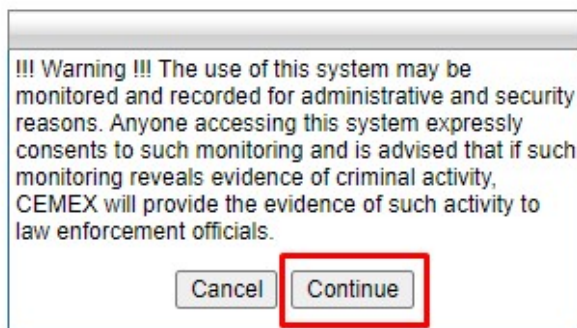 !!! Warning !!! The use of this system may be
monitored and recorded for administrative and security
reasons. Anyone accessing this system expressly
consents to such monitoring and is advised that if such
monitoring reveals evidence of criminal activity,
CEMEX will provide the evidence of such activity to
law enforcement officials.
Cancel Continue